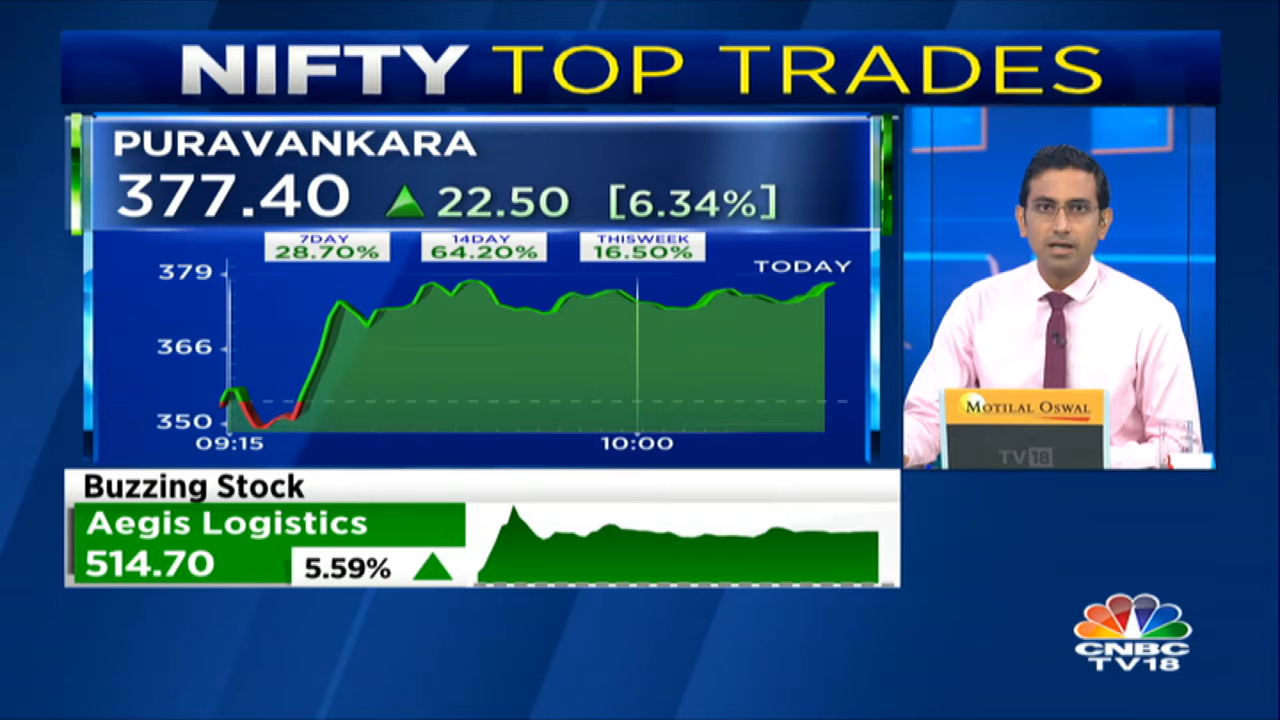 NIFTY TOP TRADES
PURAVANKARA
377.40 ▲ 22.50 [6.34%]
7DAY
28.70%
14DAY
64.20%
THISWEEK
16.50%
TODAY
379
366
350
09:15
10:00
MOTILAL OSWAL
TV18
Buzzing Stock
Aegis Logistics
514.70
5.59% ▲
CNBC
TV18